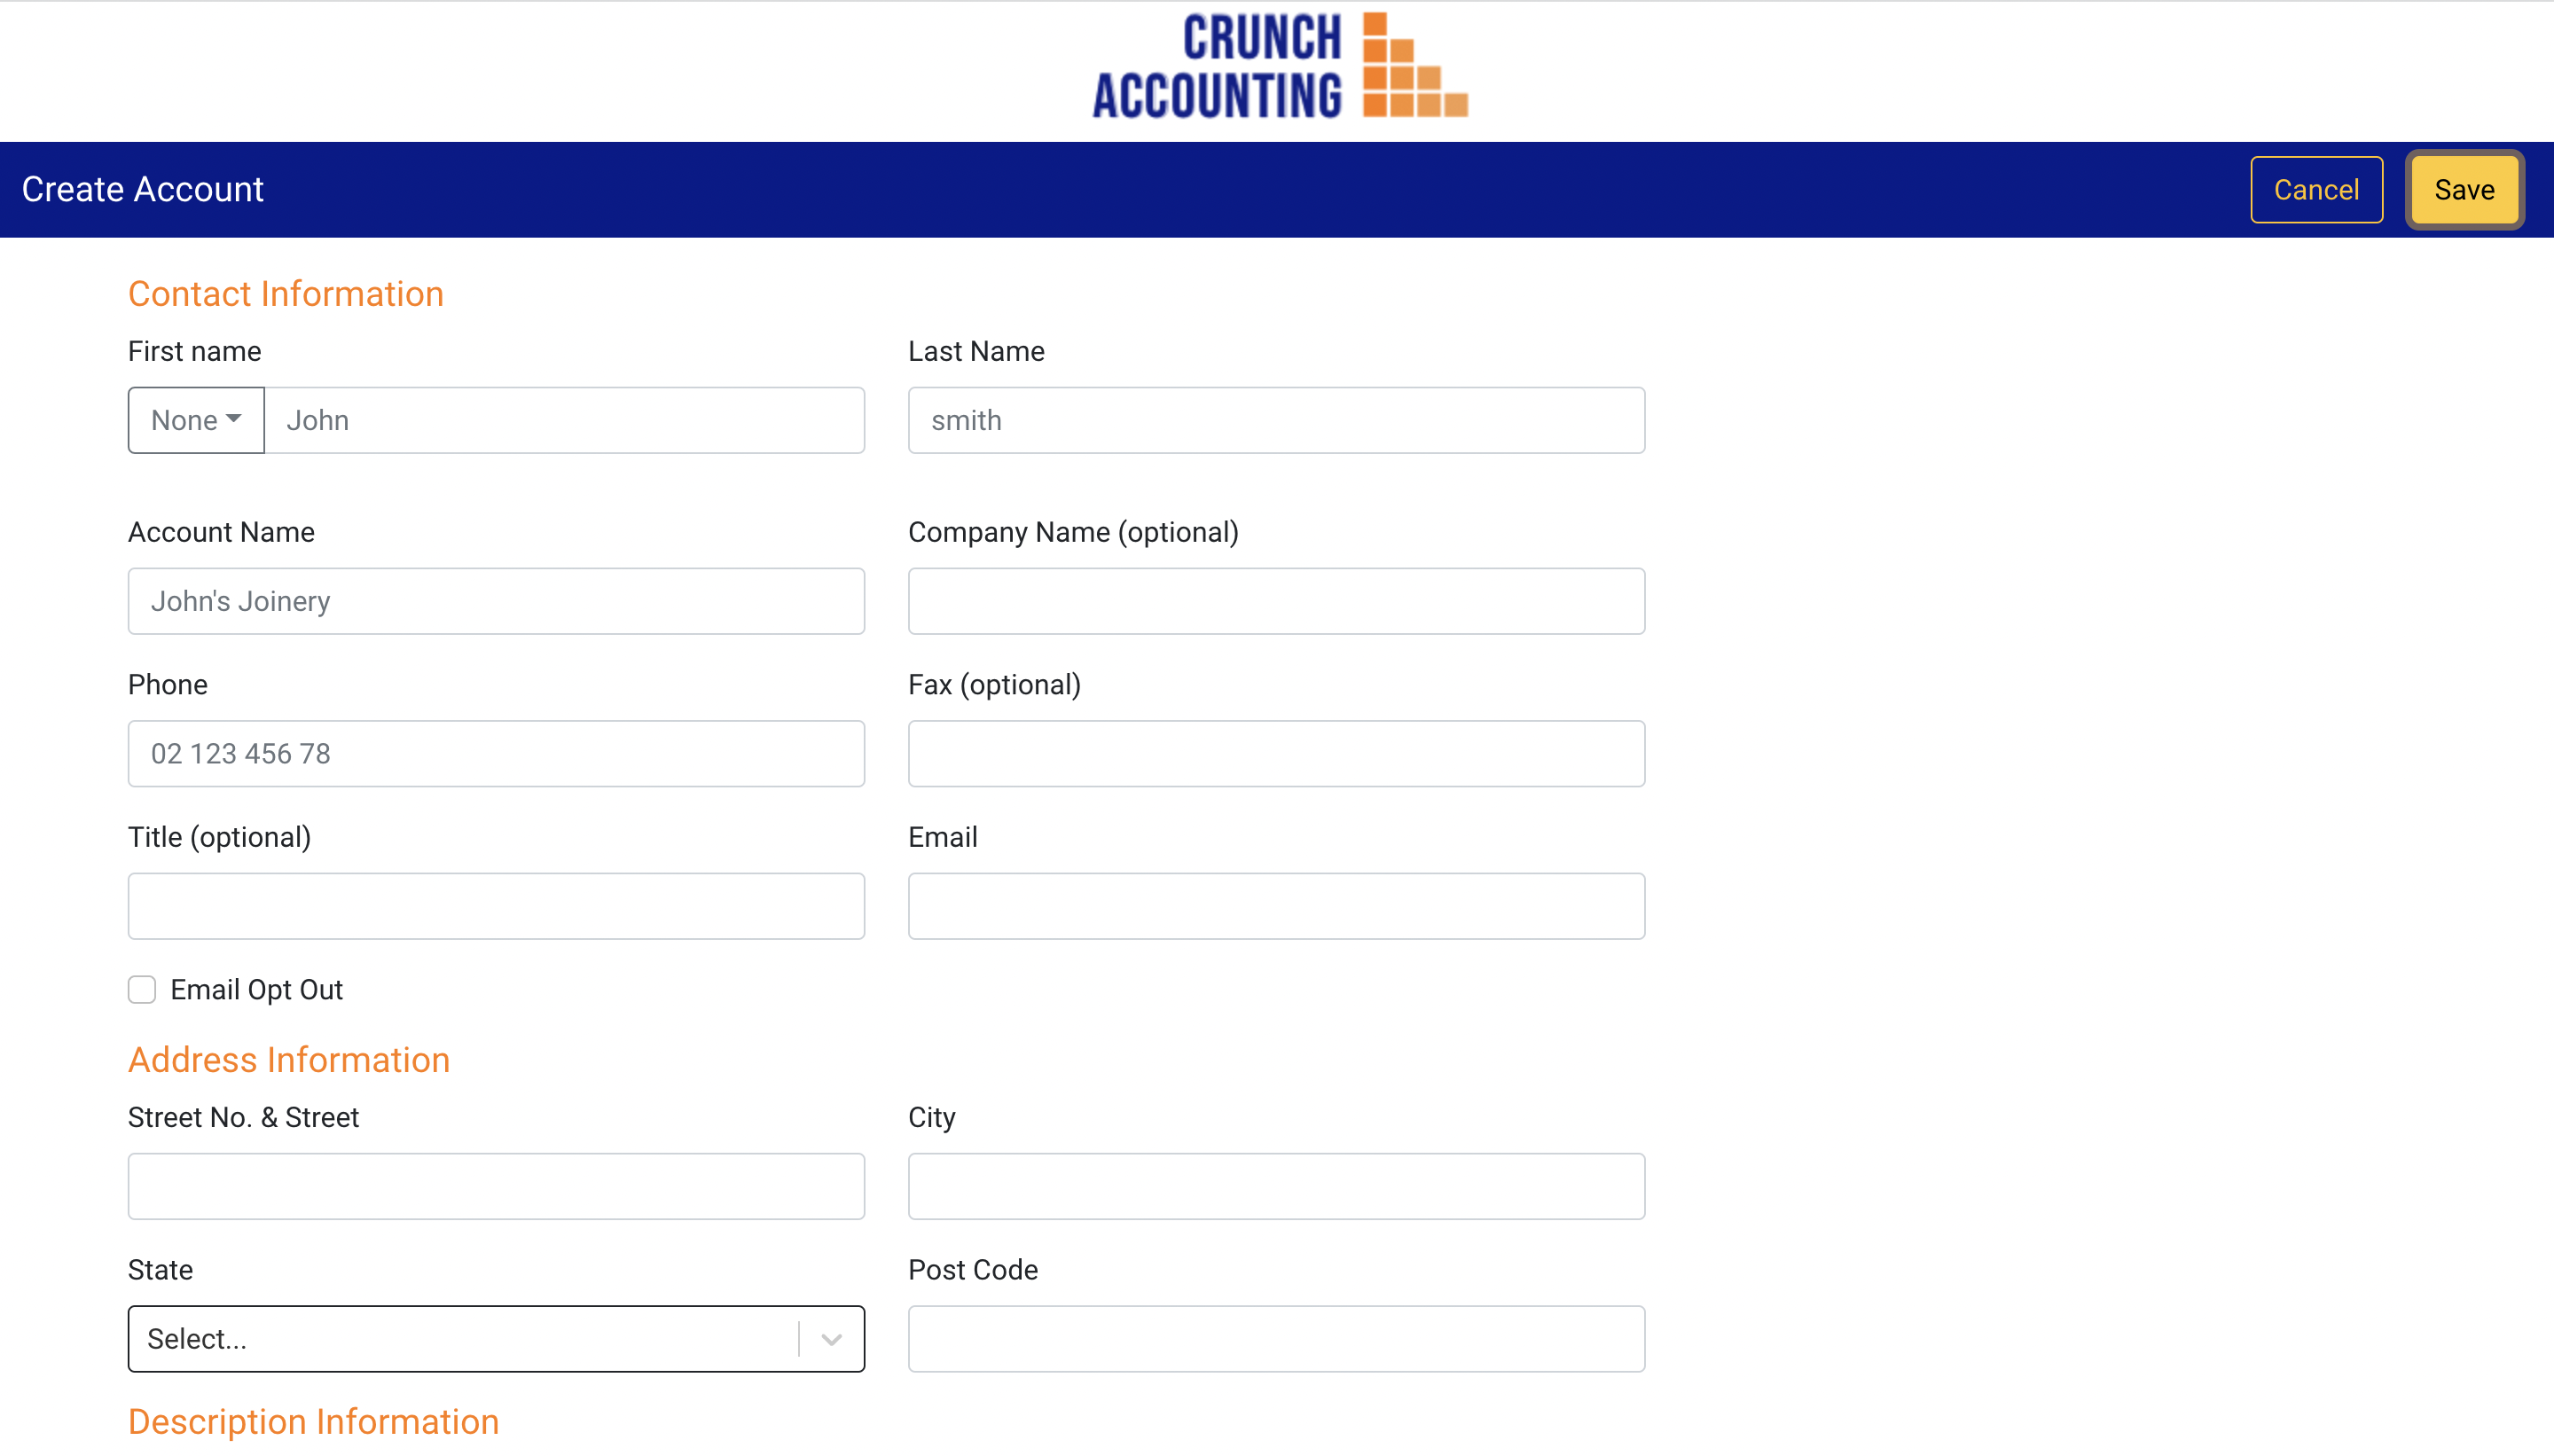 CRUNCH
ACCOUNTING
Create Account
Cancel
Save
Contact Information
First name
Last Name
None
John
smith
Account Name
Company Name (optional)
John's Joinery
Phone
Fax (optional)
02 123 456 78
Title (optional)
Email
Email Opt Out
Address Information
Street No. & Street
City
State
Post Code
Select...
Description Information